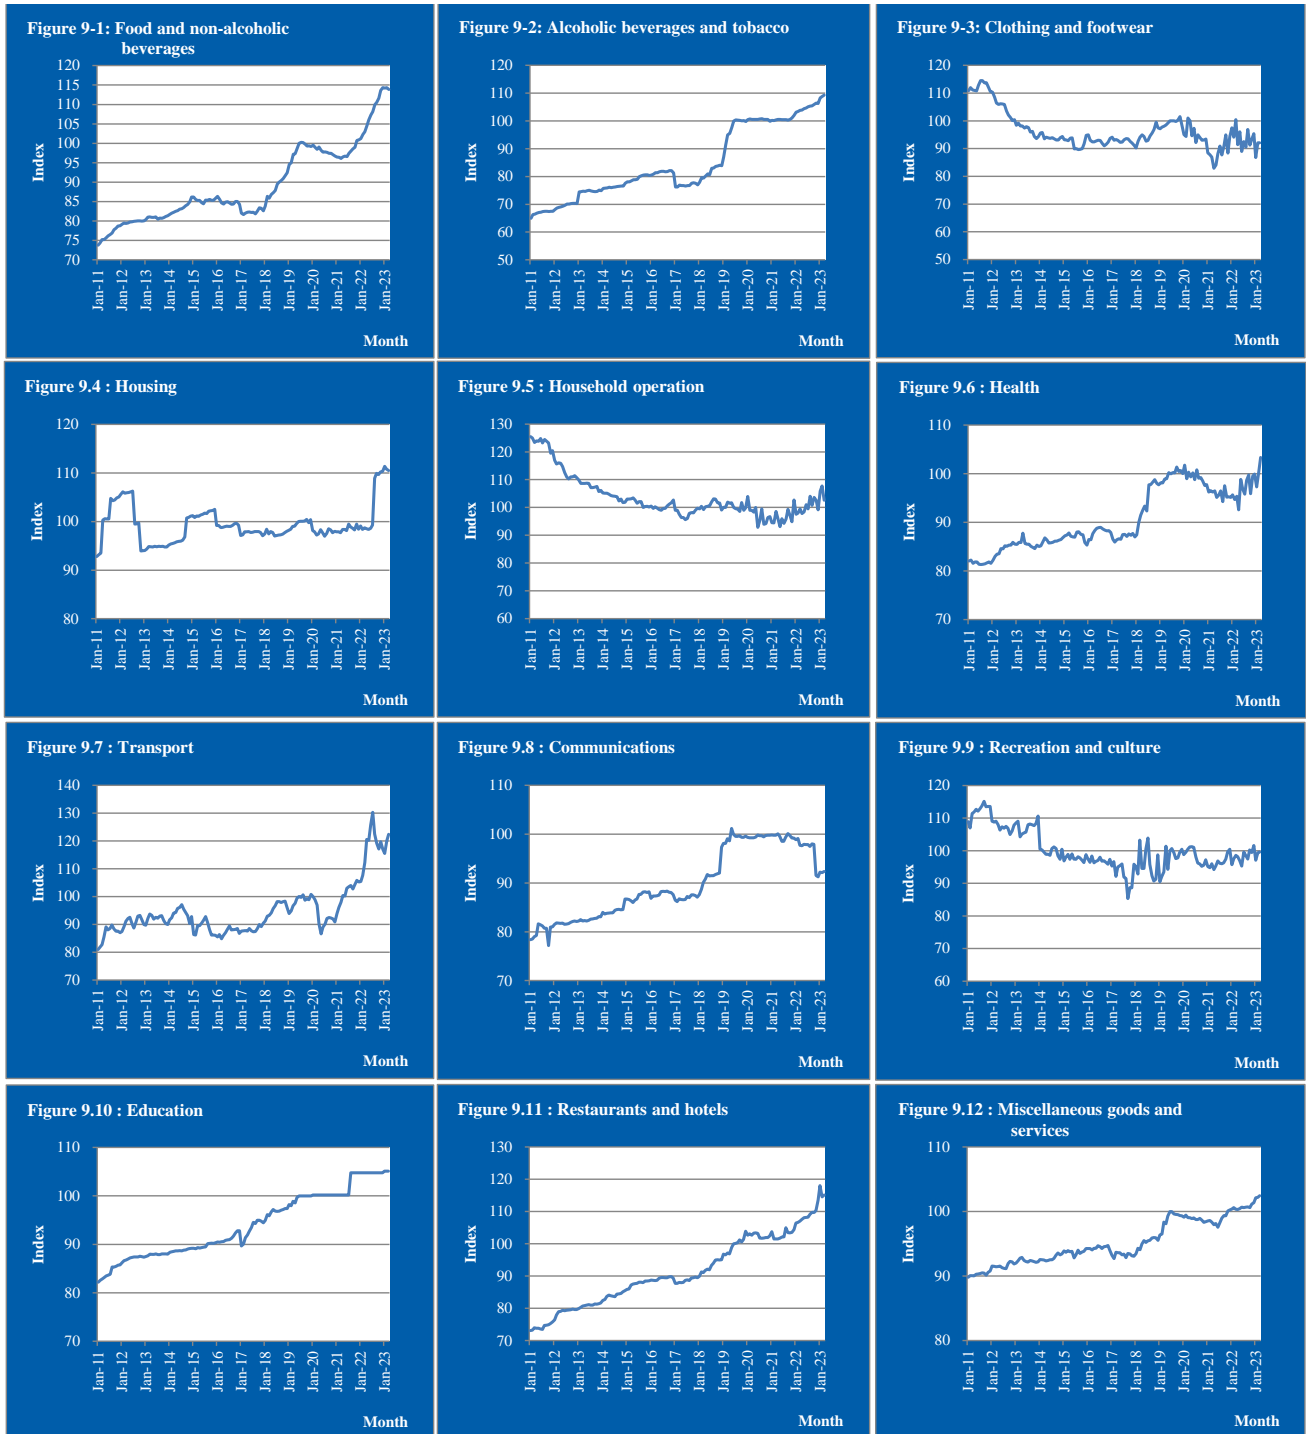 Figure 9-1: Food and non-alcoholic
beverages
120
115
110
105
100
95
90
85
80
75
70
Index
Jan-11
Jan-12
Jan-13
Jan-14
Jan-15
Jan-16
Jan-17
Jan-18
Jan-19
Jan-20
Jan-21
Jan-22
Jan-23
Month
Figure 9-2: Alcoholic beverages and tobacco
120
110
100
90
80
70
60
50
Index
Jan-11
Jan-12
Jan-13
Jan-14
Jan-15
Jan-16
Jan-17
Jan-18
Jan-19
Jan-20
Jan-21
Jan-22
Jan-23
Month
Figure 9-3: Clothing and footwear
120
110
100
90
80
70
60
50
Index
Jan-11
Jan-12
Jan-13
Jan-14
Jan-15
Jan-16
Jan-17
Jan-18
Jan-19
Jan-20
Jan-21
Jan-22
Jan-23
Month
Figure 9.4 : Housing
120
110
100
90
80
Index
Jan-11
Jan-12
Jan-13
Jan-14
Jan-15
Jan-16
Jan-17
Jan-18
Jan-19
Jan-20
Jan-21
Jan-22
Jan-23
Month
Figure 9.5 : Household operation
130
120
110
100
90
80
70
60
Index
Jan-11
Jan-12
Jan-13
Jan-14
Jan-15
Jan-16
Jan-17
Jan-18
Jan-19
Jan-20
Jan-21
Jan-22
Jan-23
Month
Figure 9.6 : Health
110
100
90
80
70
Index
Jan-11
Jan-12
Jan-13
Jan-14
Jan-15
Jan-16
Jan-17
Jan-18
Jan-19
Jan-20
Jan-21
Jan-22
Jan-23
Month
Figure 9.7 : Transport
140
130
120
110
100
90
80
70
Index
Jan-11
Jan-12
Jan-13
Jan-14
Jan-15
Jan-16
Jan-17
Jan-18
Jan-19
Jan-20
Jan-21
Jan-22
Jan-23
Month
Figure 9.8 : Communications
110
100
90
80
70
Index
Jan-11
Jan-12
Jan-13
Jan-14
Jan-15
Jan-16
Jan-17
Jan-18
Jan-19
Jan-20
Jan-21
Jan-22
Jan-23
Month
Figure 9.9 : Recreation and culture
120
110
100
90
80
70
60
Index
Jan-11
Jan-12
Jan-13
Jan-14
Jan-15
Jan-16
Jan-17
Jan-18
Jan-19
Jan-20
Jan-21
Jan-22
Jan-23
Month
Figure 9.10 : Education
110
100
90
80
70
Index
Jan-11
Jan-12
Jan-13
Jan-14
Jan-15
Jan-16
Jan-17
Jan-18
Jan-19
Jan-20
Jan-21
Jan-22
Jan-23
Month
Figure 9.11 : Restaurants and hotels
130
120
110
100
90
80
70
Index
Jan-11
Jan-12
Jan-13
Jan-14
Jan-15
Jan-16
Jan-17
Jan-18
Jan-19
Jan-20
Jan-21
Jan-22
Jan-23
Month
Figure 9.12 : Miscellaneous goods and
services
110
100
90
80
Index
Jan-11
Jan-12
Jan-13
Jan-14
Jan-15
Jan-16
Jan-17
Jan-18
Jan-19
Jan-20
Jan-21
Jan-22
Jan-23
Month